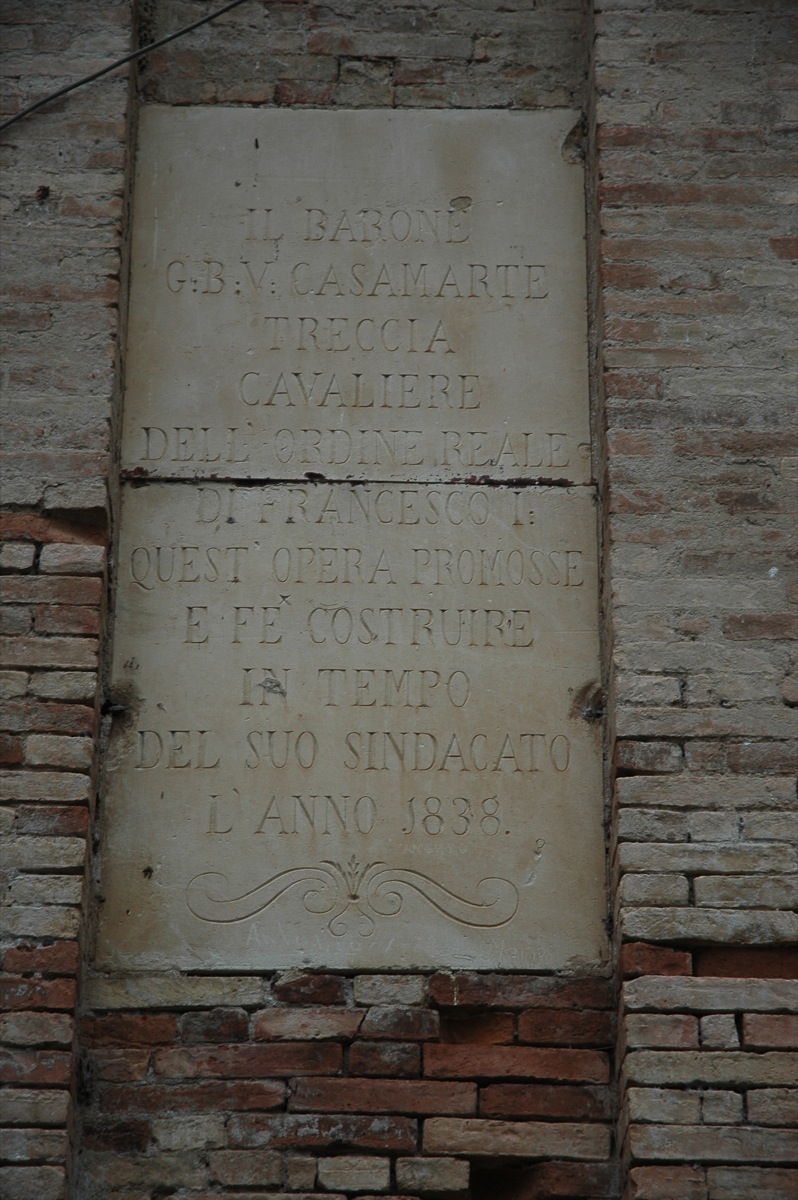 IL BARONE
G:B:V: CASAMARTE
TRECCIA
CAVALIERE
DELL'ORDINE REALE
DI FRANCESCO I:
QUEST'OPERA PROMOSSE
E FE' COSTRUIRE
IN TEMPO
DEL SUO SINDACATO
L'ANNO 1838.